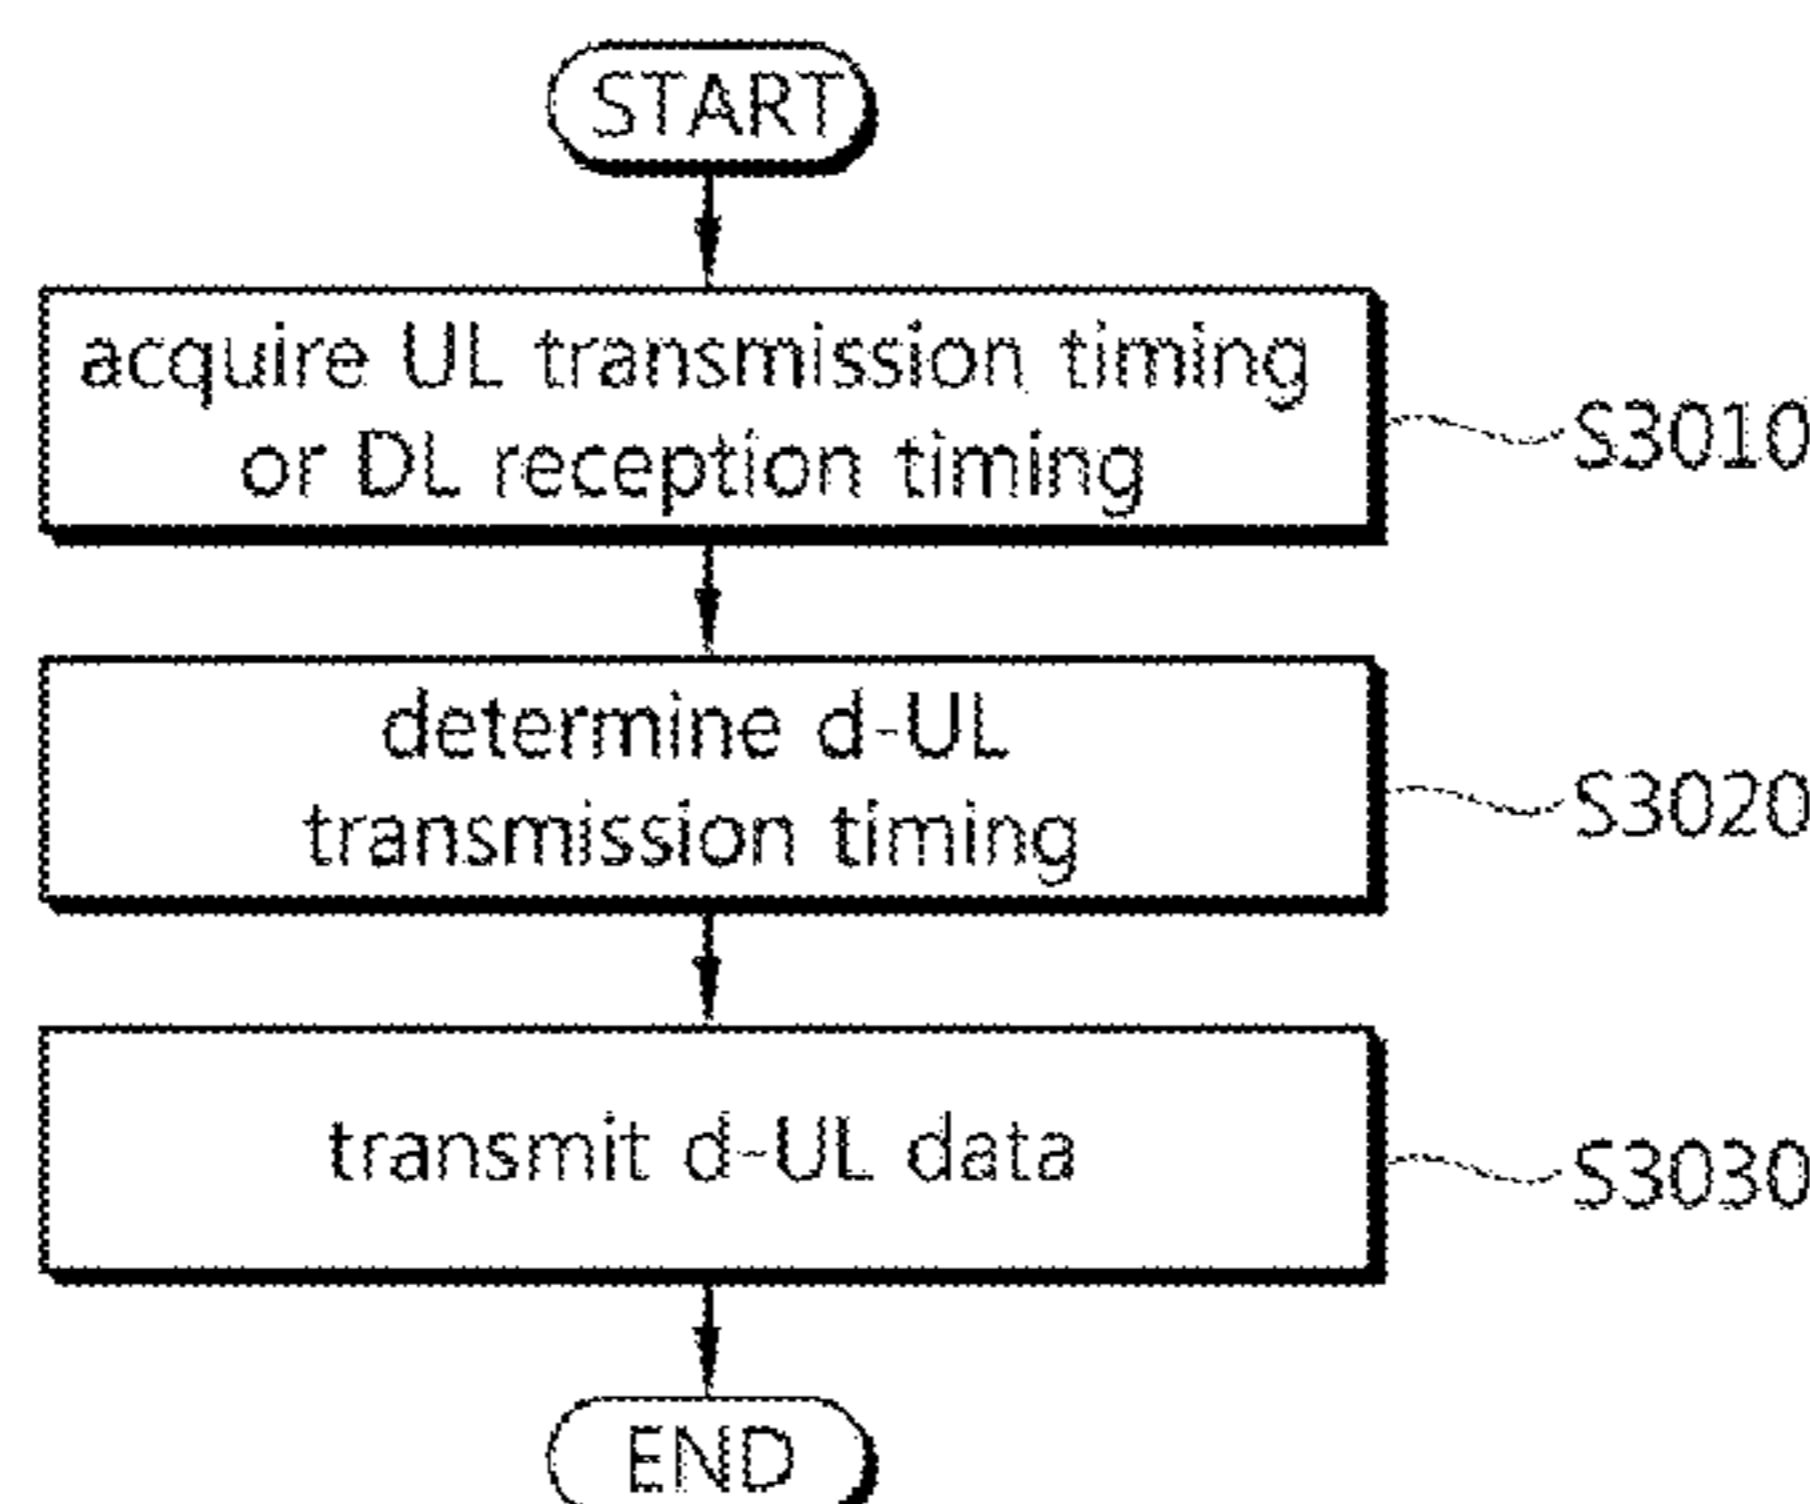 START
acquire UL transmission timing
or DL reception timing
S3010
determine d-UL
transmission timing
S3020
transmit d-UL data
S3030
END